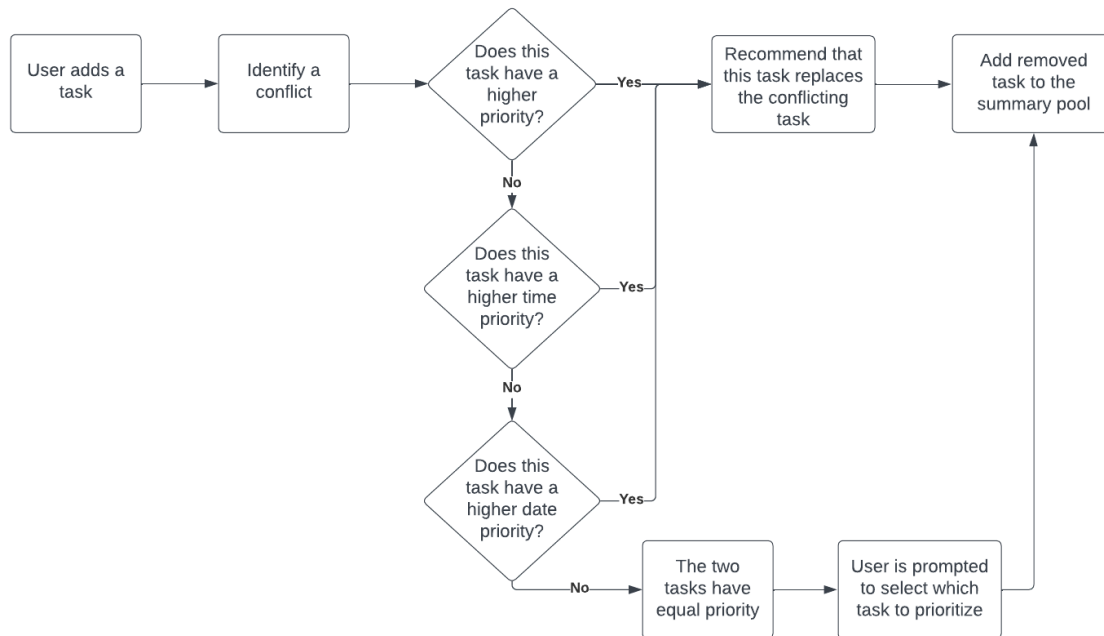 User adds a
task
Identify a
conflict
Does this
task have a
higher
priority?
Yes
Recommend that
this task replaces
the conflicting
task
Add removed
task to the
summary pool
No
Does this
task have a
higher time
priority?
Yes
No
Does this
task have a
higher date
priority?
Yes
No
The two
tasks have
equal priority
User is prompted
to select which
task to prioritize